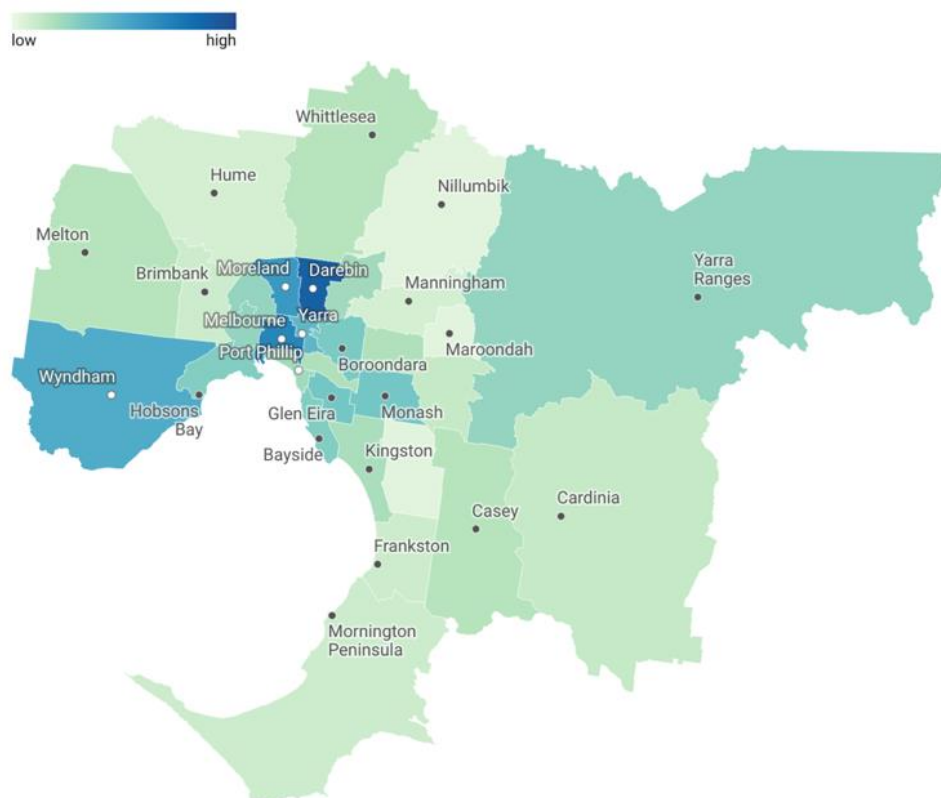 low high
Whittlesea
Hume
Nillumbik
Melton
Brimbank
Moreland
Darebin
Yarra
Ranges
Manningham
Melbourne
Yarra
Maroondah
Port Phillip
Boroondara
Wyndham
Hobsons
Bay
Glen Eira
Monash
Bayside
Kingston
Casey
Cardinia
Frankston
Mornington
Peninsula